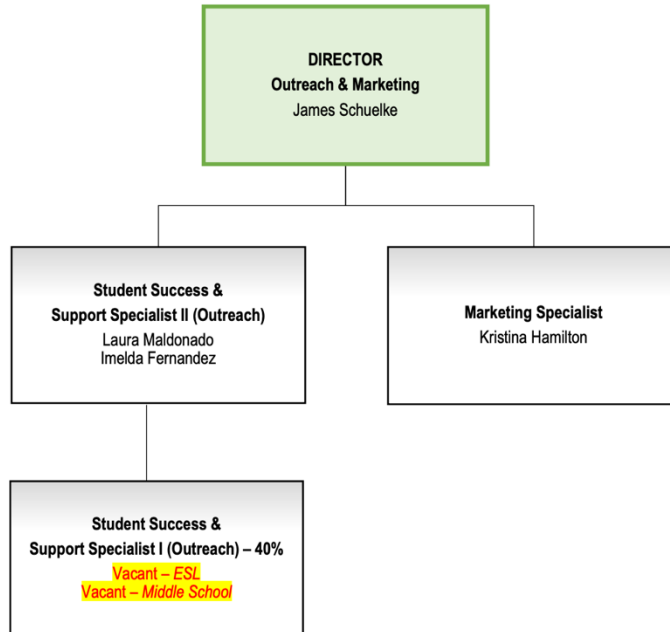 DIRECTOR
Outreach & Marketing
James Schuelke
Student Success &
Support Specialist II (Outreach)
Laura Maldonado
Imelda Fernandez
Marketing Specialist
Kristina Hamilton
Student Success &
Support Specialist I (Outreach) – 40%
Vacant – ESL
Vacant – Middle School